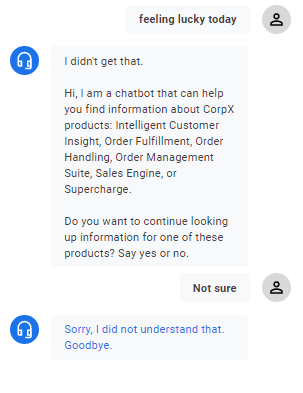 feeling lucky today
I didn't get that.
Hi, I am a chatbot that can help
you find information about CorpX
products: Intelligent Customer
Insight, Order Fulfillment, Order
Handling, Order Management
Suite, Sales Engine, or
Supercharge.
Do you want to continue looking
up information for one of these
products? Say yes or no.
Not sure
Sorry, I did not understand that.
Goodbye.